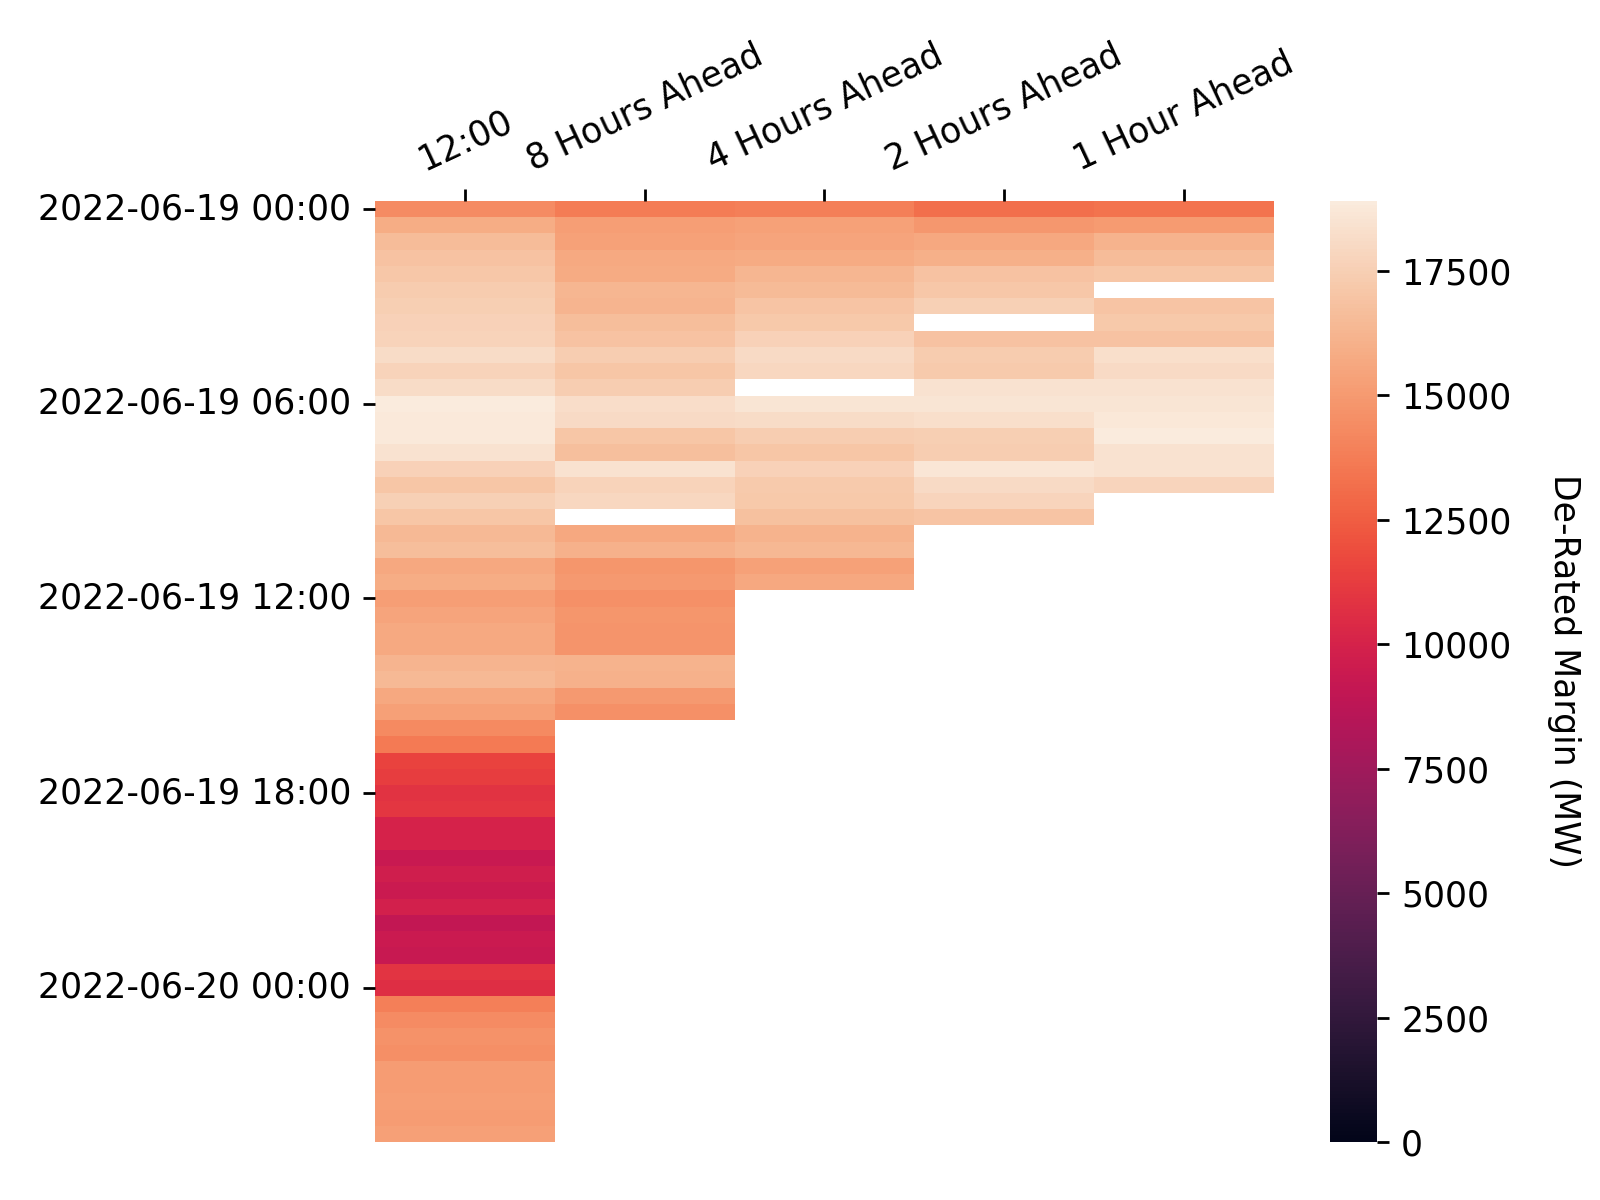 12:00
8 Hours Ahead
4 Hours Ahead
2 Hours Ahead
1 Hour Ahead
2022-06-19 00:00
2022-06-19 06:00
2022-06-19 12:00
2022-06-19 18:00
2022-06-20 00:00
17500
15000
12500
10000
7500
5000
2500
0
De-Rated Margin (MW)